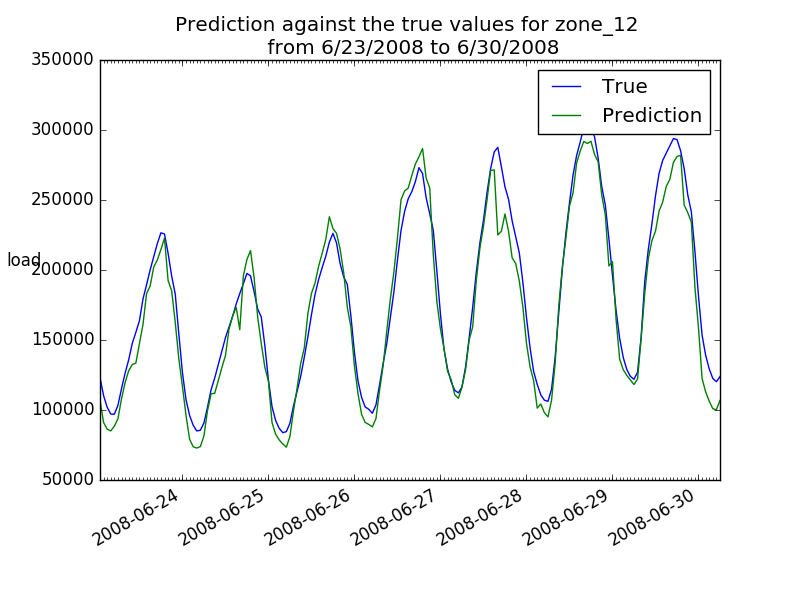 Prediction against the true values for zone_12
from 6/23/2008 to 6/30/2008
350000
300000
250000
200000
150000
100000
50000
load
True
Prediction
2008-06-24
2008-06-25
2008-06-26
2008-06-27
2008-06-28
2008-06-29
2008-06-30